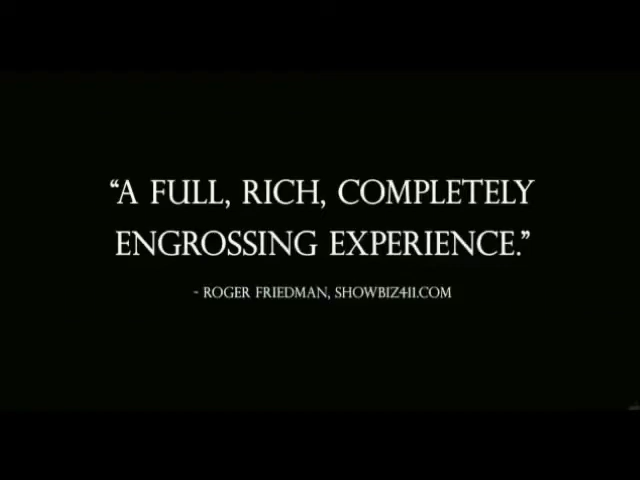 “A FULL, RICH, COMPLETELY
ENGROSSING EXPERIENCE.”
- ROGER FRIEDMAN, SHOWBIZ411.COM